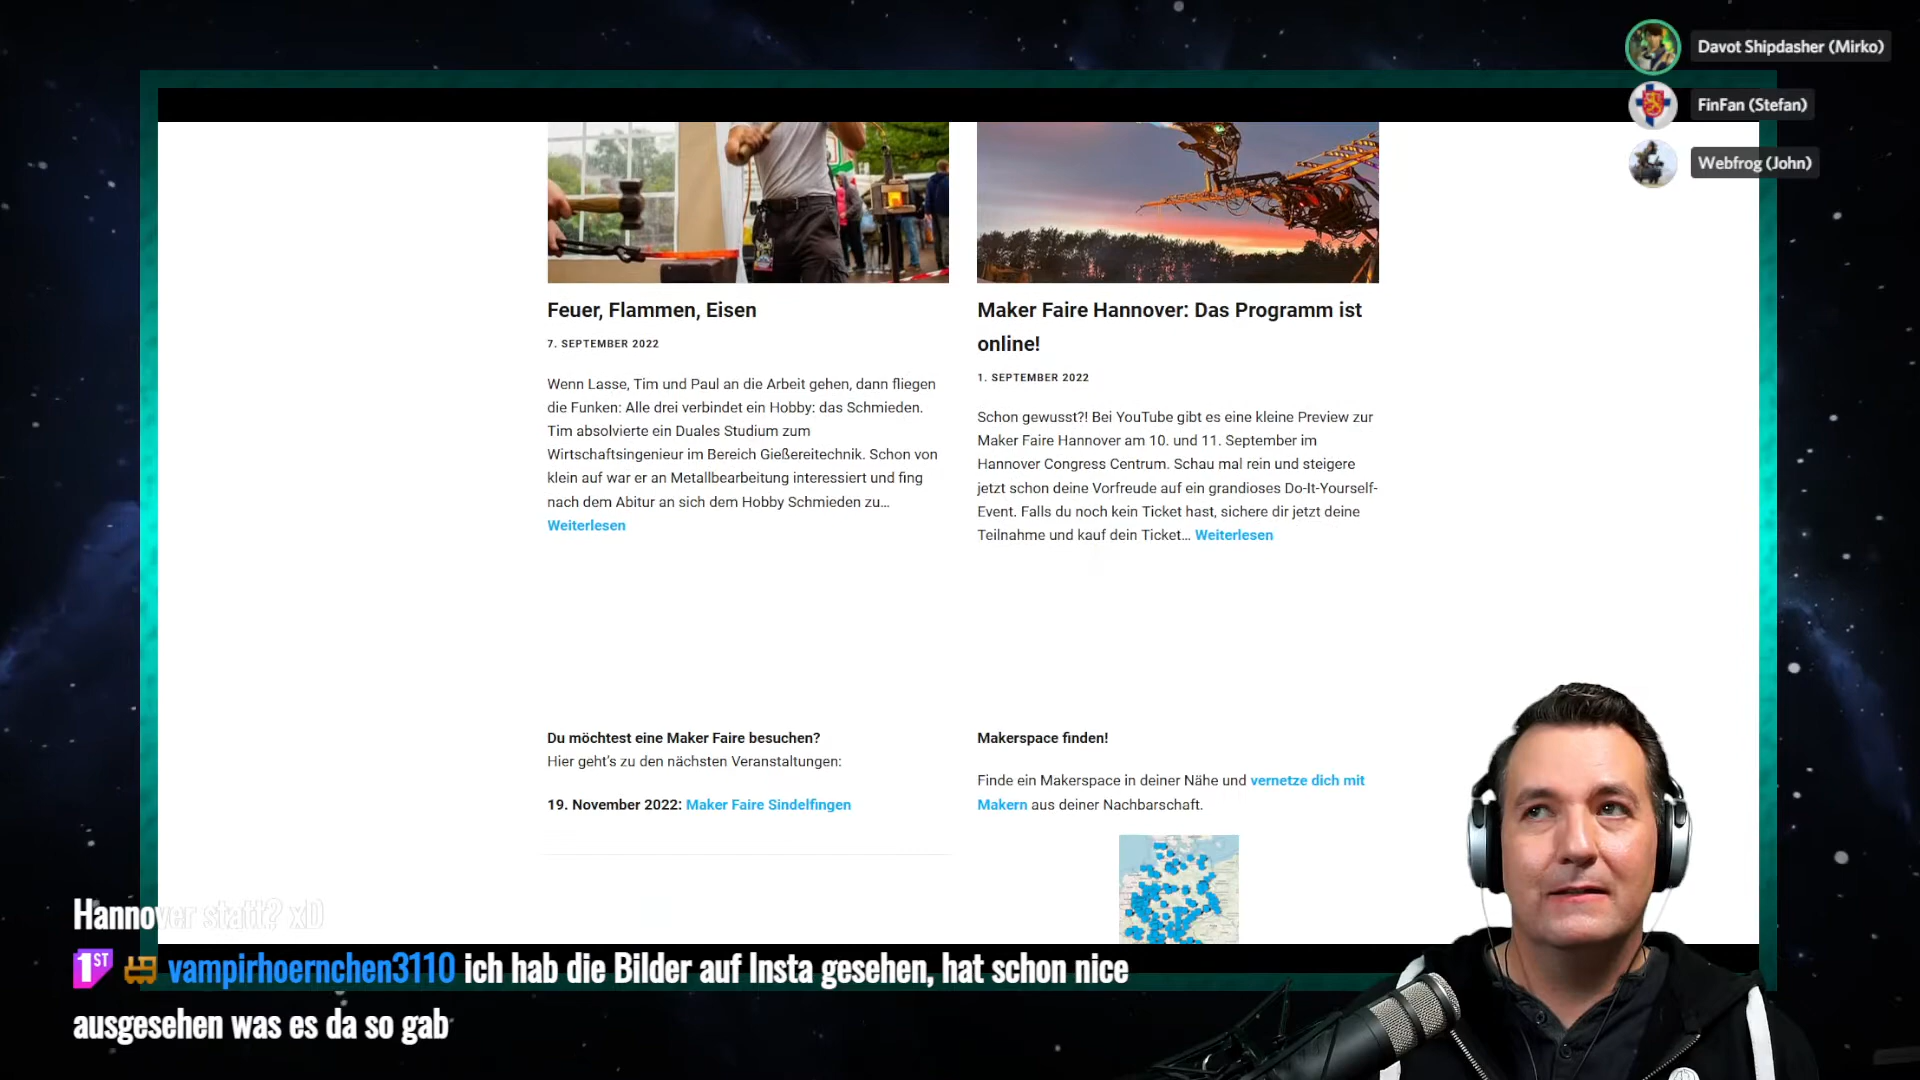 Davot Shipdasher (Mirko)
FinFan (Stefan)
Webfrog (John)
Feuer, Flammen, Eisen
7. SEPTEMBER 2022
Wenn Lasse, Tim und Paul an die Arbeit gehen, dann fliegen
die Funken: Alle drei verbindet ein Hobby: das Schmieden.
Tim absolvierte ein Duales Studium zum
Wirtschaftsingenieur im Bereich Gießereitechnik. Schon von
klein auf war er an Metallbearbeitung interessiert und fing
nach dem Abitur an sich dem Hobby Schmieden zu...
Weiterlesen
Maker Faire Hannover: Das Programm ist
online!
1. SEPTEMBER 2022
Schon gewusst?! Bei YouTube gibt es eine kleine Preview zur
Maker Faire Hannover am 10. und 11. September im
Hannover Congress Centrum. Schau mal rein und steigere
jetzt schon deine Vorfreude auf ein grandioses Do-It-Yourself-
Event. Falls du noch kein Ticket hast, sichere dir jetzt deine
Teilnahme und kauf dein Ticket... Weiterlesen
Du möchtest eine Maker Faire besuchen?
Hier geht's zu den nächsten Veranstaltungen:
19. November 2022: Maker Faire Sindelfingen
Makerspace finden!
Finde ein Makerspace in deiner Nähe und vernetze dich mit
Makern aus deiner Nachbarschaft.
Hannover statt? xD
1ST vampirhoernchen3110 ich hab die Bilder auf Insta gesehen, hat schon nice
ausgesehen was es da so gab